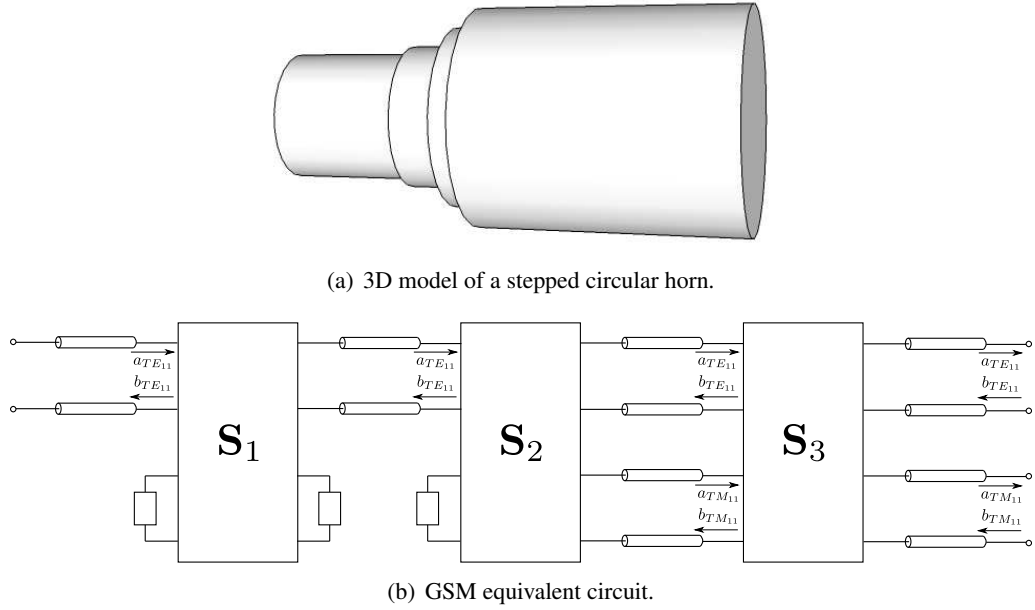 (a) 3D model of a stepped circular horn.
a_{TE_{11}} a_{TE_{11}} a_{TE_{11}} a_{TE_{11}}
b_{TE_{11}} b_{TE_{11}} b_{TE_{11}} b_{TE_{11}}
S_1 S_2 S_3
a_{TM_{11}} a_{TM_{11}}
b_{TM_{11}} b_{TM_{11}}
(b) GSM equivalent circuit.